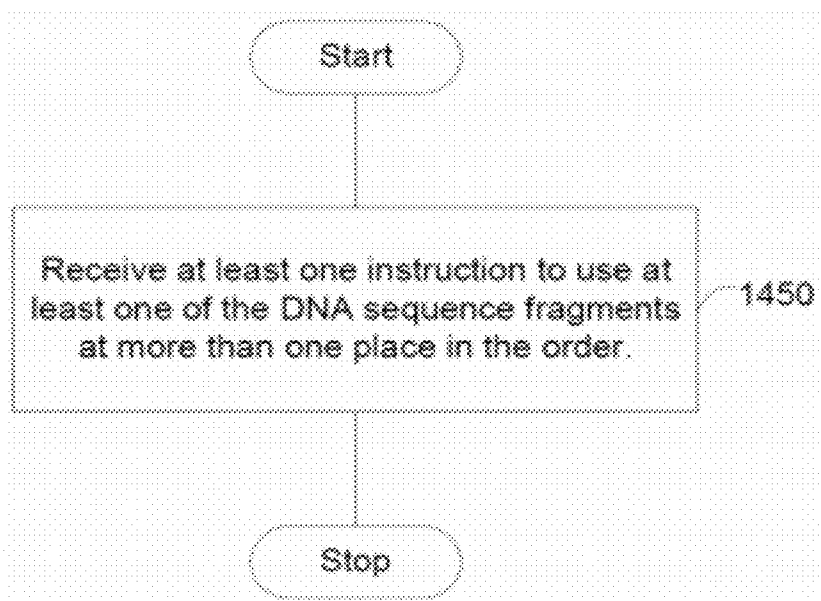 Start
Receive at least one instruction to use at
least one of the DNA sequence fragments
at more than one place in the order.
1450
Stop